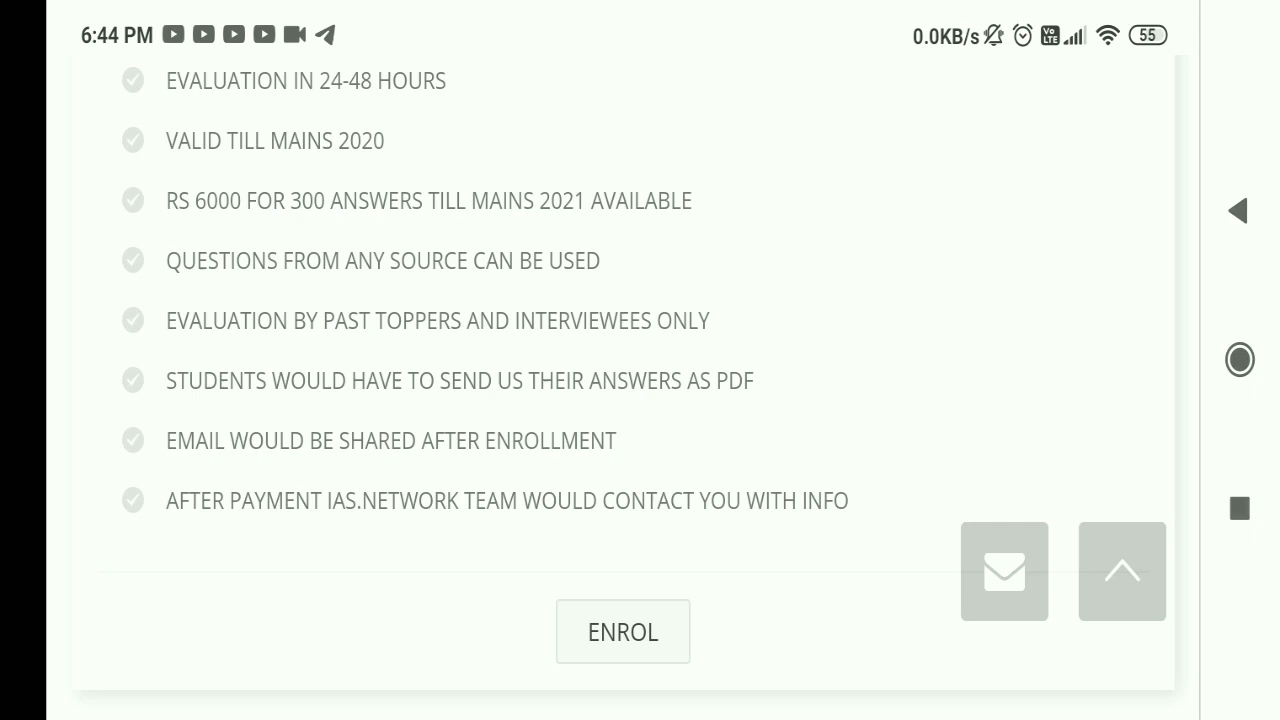 6:44 PM 0.0KB/s Vo LTE 55
EVALUATION IN 24-48 HOURS
VALID TILL MAINS 2020
RS 6000 FOR 300 ANSWERS TILL MAINS 2021 AVAILABLE
QUESTIONS FROM ANY SOURCE CAN BE USED
EVALUATION BY PAST TOPPERS AND INTERVIEWEES ONLY
STUDENTS WOULD HAVE TO SEND US THEIR ANSWERS AS PDF
EMAIL WOULD BE SHARED AFTER ENROLLMENT
AFTER PAYMENT IAS.NETWORK TEAM WOULD CONTACT YOU WITH INFO
ENROL